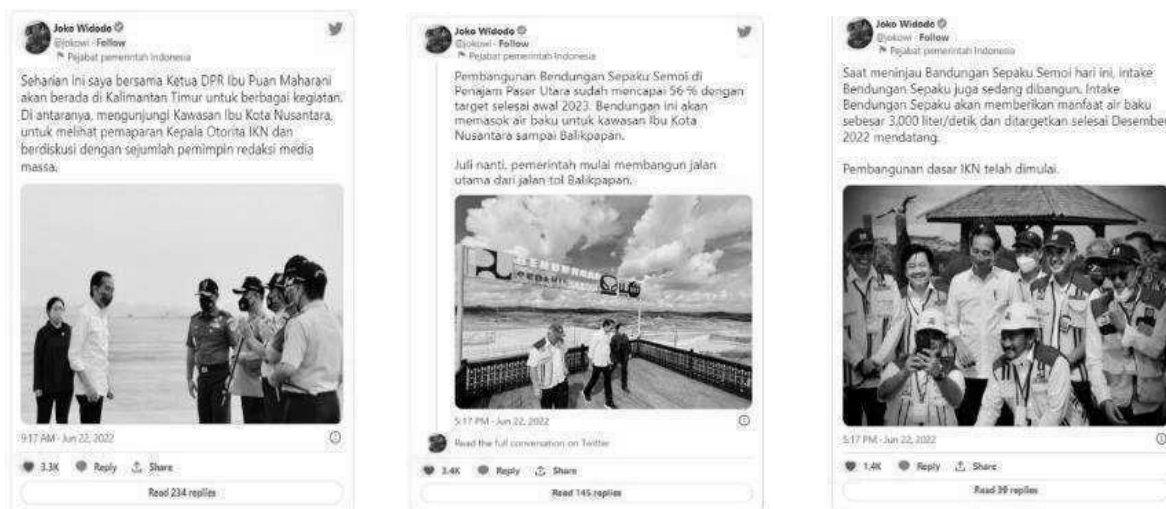 Joko Widodo
@jokowi · Follow
Pejabat pemerintah Indonesia
Seharian ini saya bersama Ketua DPR Ibu Puan Maharani
akan berada di Kalimantan Timur untuk berbagai kegiatan.
Di antaranya, mengunjungi Kawasan Ibu Kota Nusantara,
untuk melihat pemaparan Kepala Otorita IKN dan
berdiskusi dengan sejumlah pemimpin redaksi media
massa.
9:17 AM · Jun 22, 2022
3.3K Reply Share
Read 234 replies
Joko Widodo
@jokowi · Follow
Pejabat pemerintah Indonesia
Pembangunan Bendungan Sepaku Semoi di
Penajam Paser Utara sudah mencapai 56 % dengan
target selesai awal 2023. Bendungan ini akan
memasok air baku untuk kawasan Ibu Kota
Nusantara sampai Balikpapan.
Juli nanti, pemerintah mulai membangun jalan
utama dari jalan tol Balikpapan.
BENDUNGAN
SEPAKU
5:17 PM · Jun 22, 2022
Read the full conversation on Twitter
3.4K Reply Share
Read 145 replies
Joko Widodo
@jokowi · Follow
Pejabat pemerintah Indonesia
Saat meninjau Bandungan Sepaku Semoi hari ini, intake
Bendungan Sepaku juga sedang dibangun. Intake
Bendungan Sepaku akan memberikan manfaat air baku
sebesar 3,000 liter/detik dan ditargetkan selesai Desember
2022 mendatang.
Pembangunan dasar IKN telah dimulai.
5:17 PM · Jun 22, 2022
1.4K Reply Share
Read 39 replies